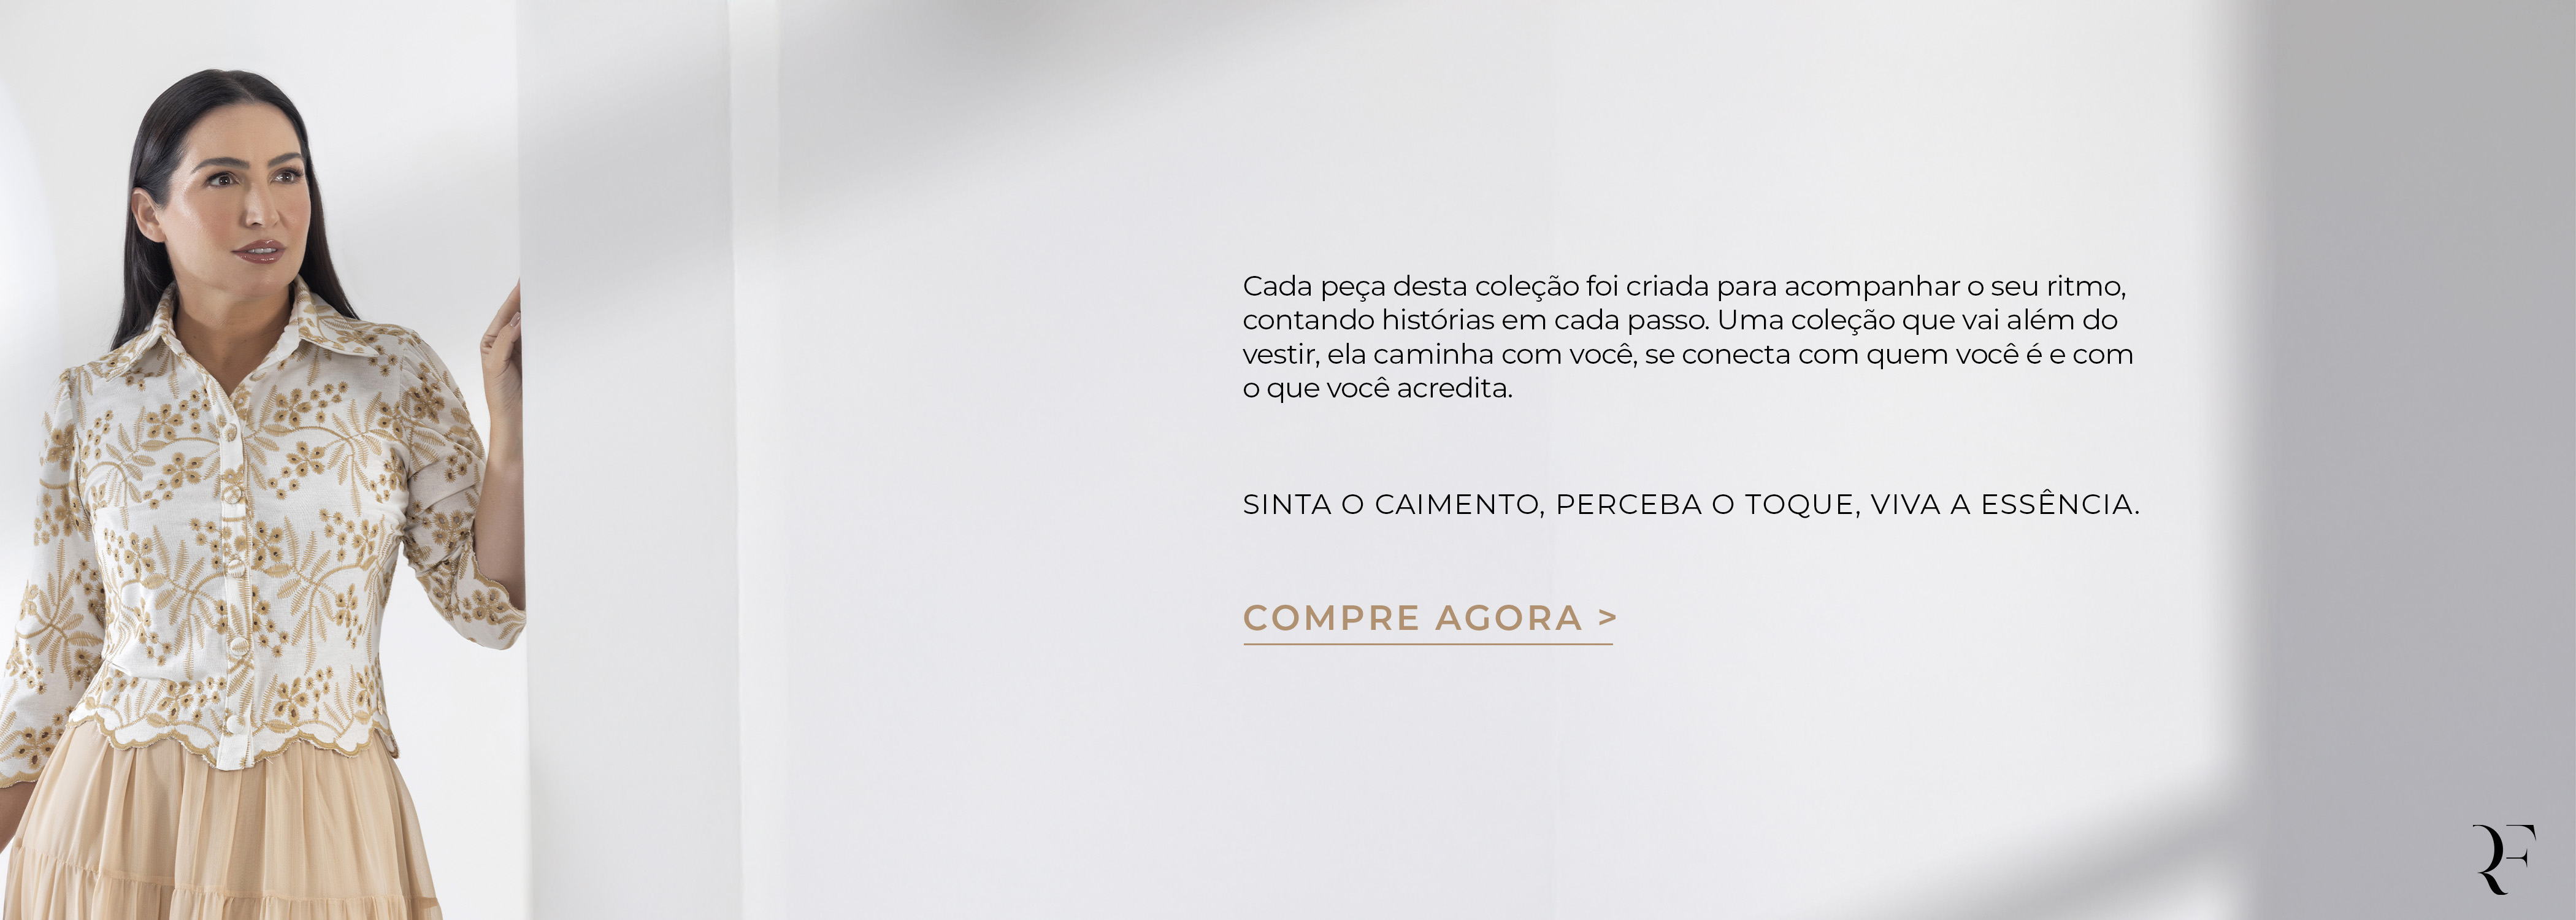 Cada peça desta coleção foi criada para acompanhar o seu ritmo,
contando histórias em cada passo. Uma coleção que vai além do
vestir, ela caminha com você, se conecta com quem você é e com
o que você acredita.
SINTA O CAIMENTO, PERCEBA O TOQUE, VIVA A ESSÊNCIA.
COMPRE AGORA >
RF